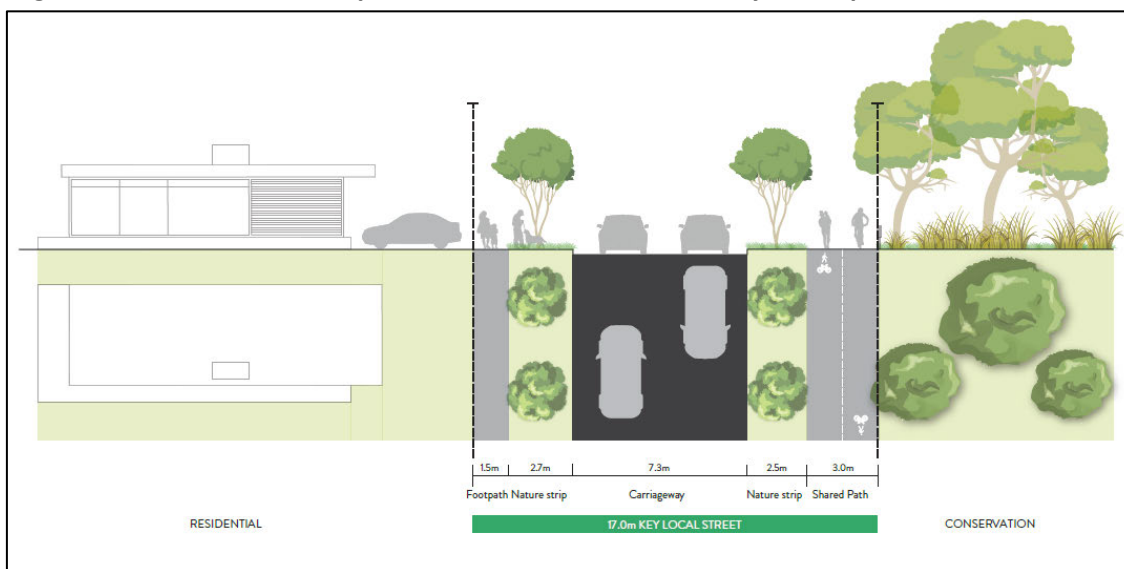 1.5m 2.7m 7.3m 2.5m 3.0m
Footpath Nature strip Carriageway Nature strip Shared Path
RESIDENTIAL 17.0m KEY LOCAL STREET CONSERVATION